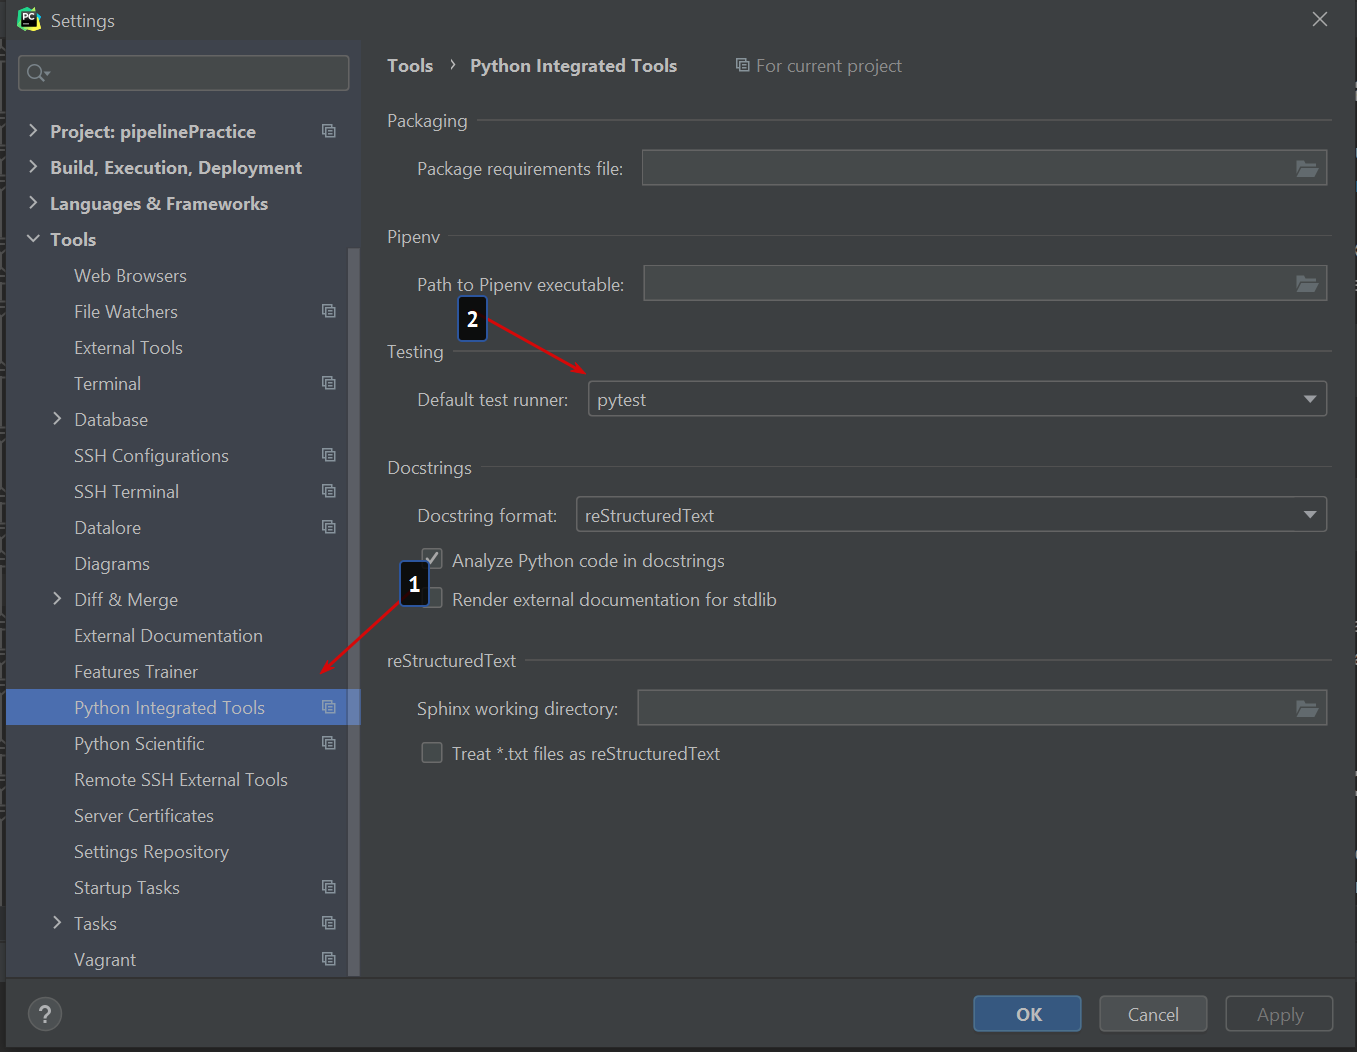 PC
Settings
Tools › Python Integrated Tools For current project
Project: pipelinePractice
Build, Execution, Deployment
Languages & Frameworks
Tools
Web Browsers
File Watchers
External Tools
Terminal
Database
SSH Configurations
SSH Terminal
Datalore
Diagrams
Diff & Merge
External Documentation
Features Trainer
Python Integrated Tools
Python Scientific
Remote SSH External Tools
Server Certificates
Settings Repository
Startup Tasks
Tasks
Vagrant
Packaging
Package requirements file:
Pipenv
Path to Pipenv executable:
2
Testing
Default test runner: pytest
Docstrings
Docstring format: reStructuredText
Analyze Python code in docstrings
1
Render external documentation for stdlib
reStructuredText
Sphinx working directory:
Treat *.txt files as reStructuredText
?
OK Cancel Apply